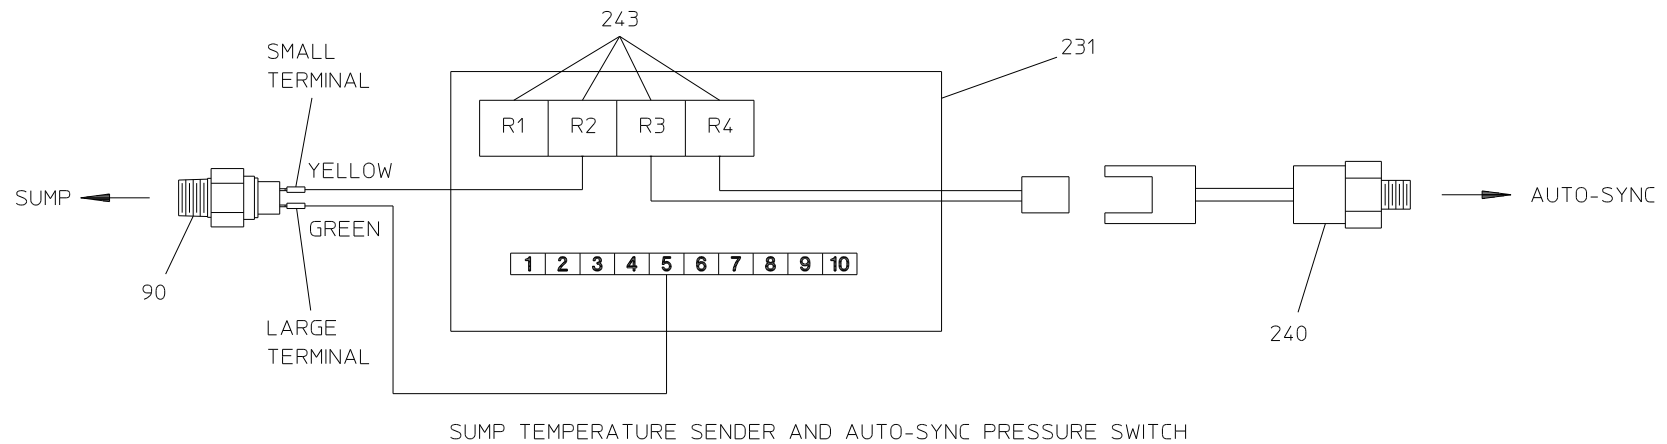 243
SMALL
TERMINAL
231
R1 R2 R3 R4
YELLOW
SUMP
AUTO-SYNC
GREEN
1 2 3 4 5 6 7 8 9 10
90
LARGE
TERMINAL
240
SUMP TEMPERATURE SENDER AND AUTO-SYNC PRESSURE SWITCH